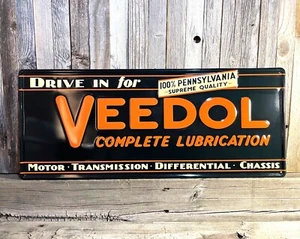 DRIVE IN for
100% PENNSYLVANIA
SUPREME QUALITY
VEEDOL
COMPLETE LUBRICATION
MOTOR · TRANSMISSION · DIFFERENTIAL · CHASSIS